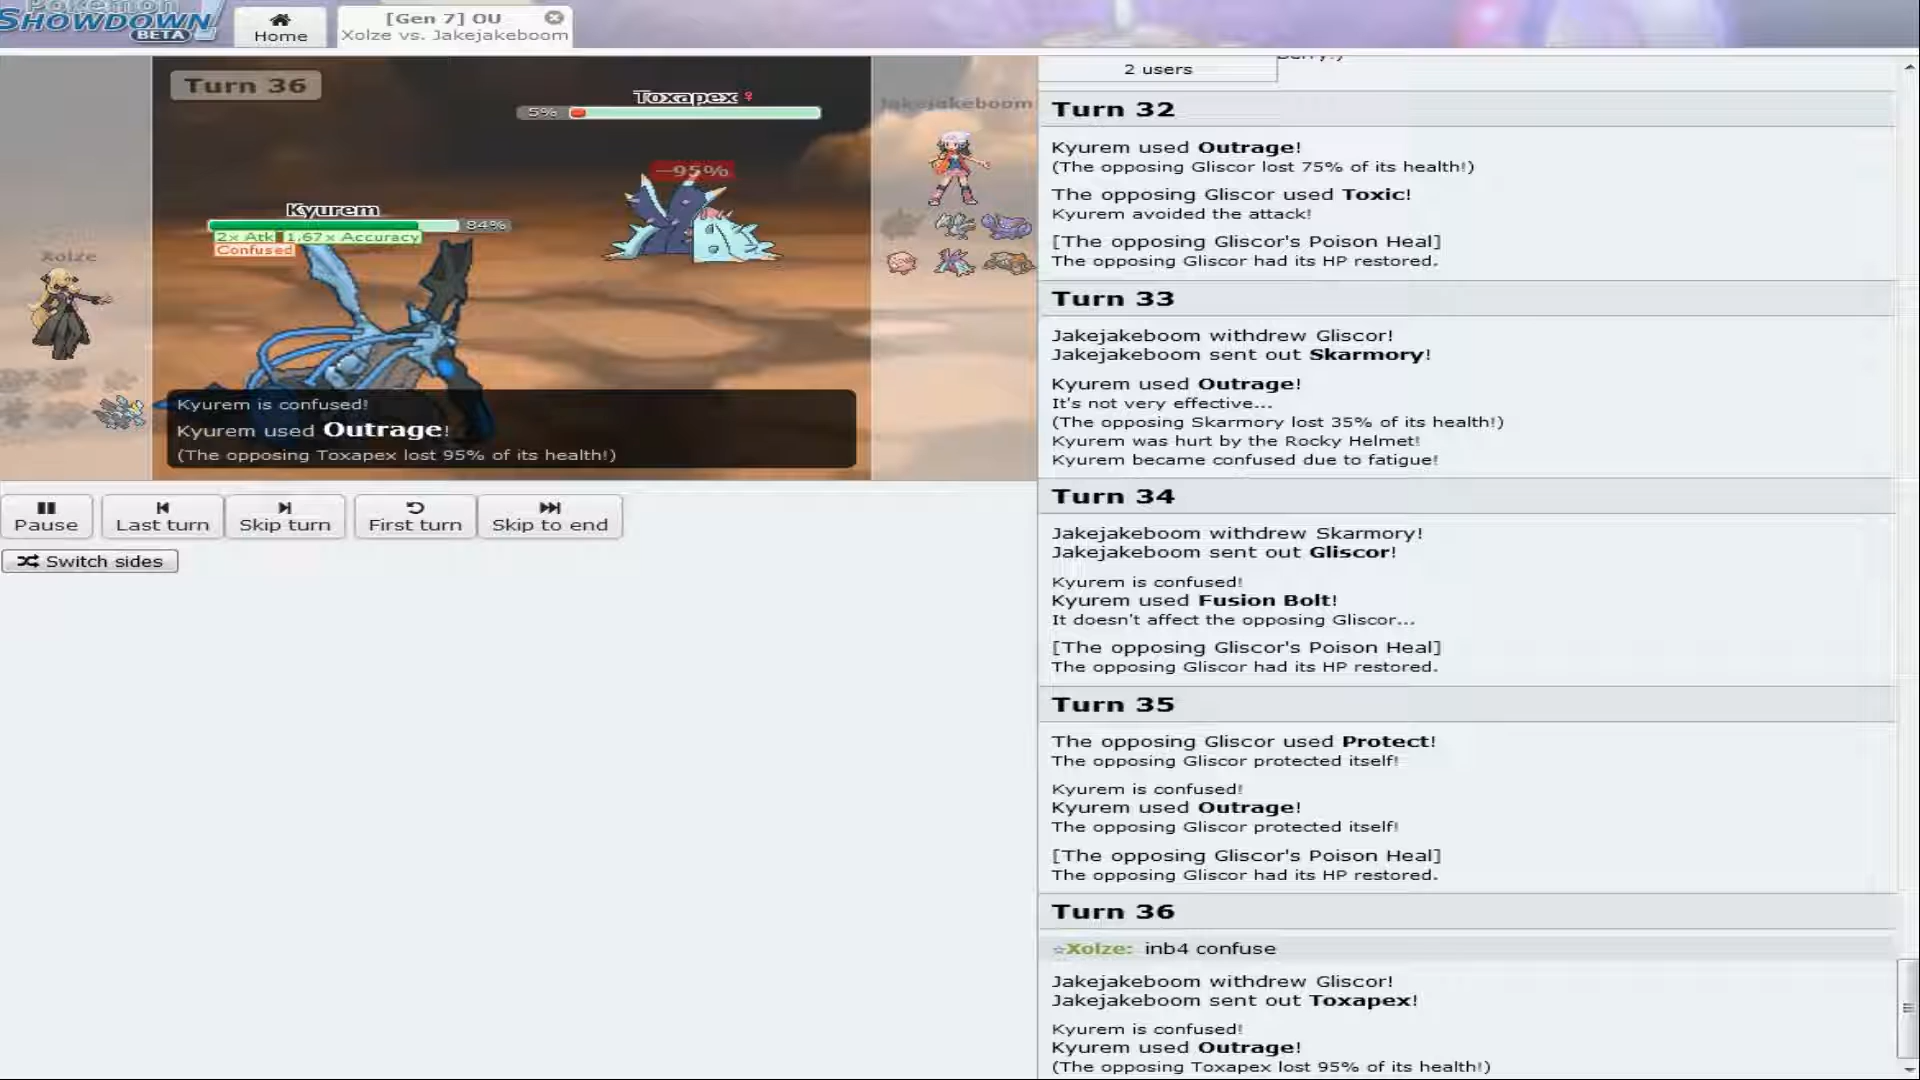 Pokémon
SHOWDOWN
BETA
Home
[Gen 7] OU
Xolze vs. Jakejakeboom
Turn 36
Toxapex ♀
5%
−95%
Kyurem
84%
2× Atk 1.67× Accuracy
Confused
Xolze
Jakejakeboom
Kyurem is confused!
Kyurem used Outrage!
(The opposing Toxapex lost 95% of its health!)
Pause
Last turn
Skip turn
First turn
Skip to end
Switch sides
2 users
Turn 32
Kyurem used Outrage!
(The opposing Gliscor lost 75% of its health!)
The opposing Gliscor used Toxic!
Kyurem avoided the attack!
[The opposing Gliscor's Poison Heal]
The opposing Gliscor had its HP restored.
Turn 33
Jakejakeboom withdrew Gliscor!
Jakejakeboom sent out Skarmory!
Kyurem used Outrage!
It's not very effective...
(The opposing Skarmory lost 35% of its health!)
Kyurem was hurt by the Rocky Helmet!
Kyurem became confused due to fatigue!
Turn 34
Jakejakeboom withdrew Skarmory!
Jakejakeboom sent out Gliscor!
Kyurem is confused!
Kyurem used Fusion Bolt!
It doesn't affect the opposing Gliscor...
[The opposing Gliscor's Poison Heal]
The opposing Gliscor had its HP restored.
Turn 35
The opposing Gliscor used Protect!
The opposing Gliscor protected itself!
Kyurem is confused!
Kyurem used Outrage!
The opposing Gliscor protected itself!
[The opposing Gliscor's Poison Heal]
The opposing Gliscor had its HP restored.
Turn 36
☆Xolze: inb4 confuse
Jakejakeboom withdrew Gliscor!
Jakejakeboom sent out Toxapex!
Kyurem is confused!
Kyurem used Outrage!
(The opposing Toxapex lost 95% of its health!)